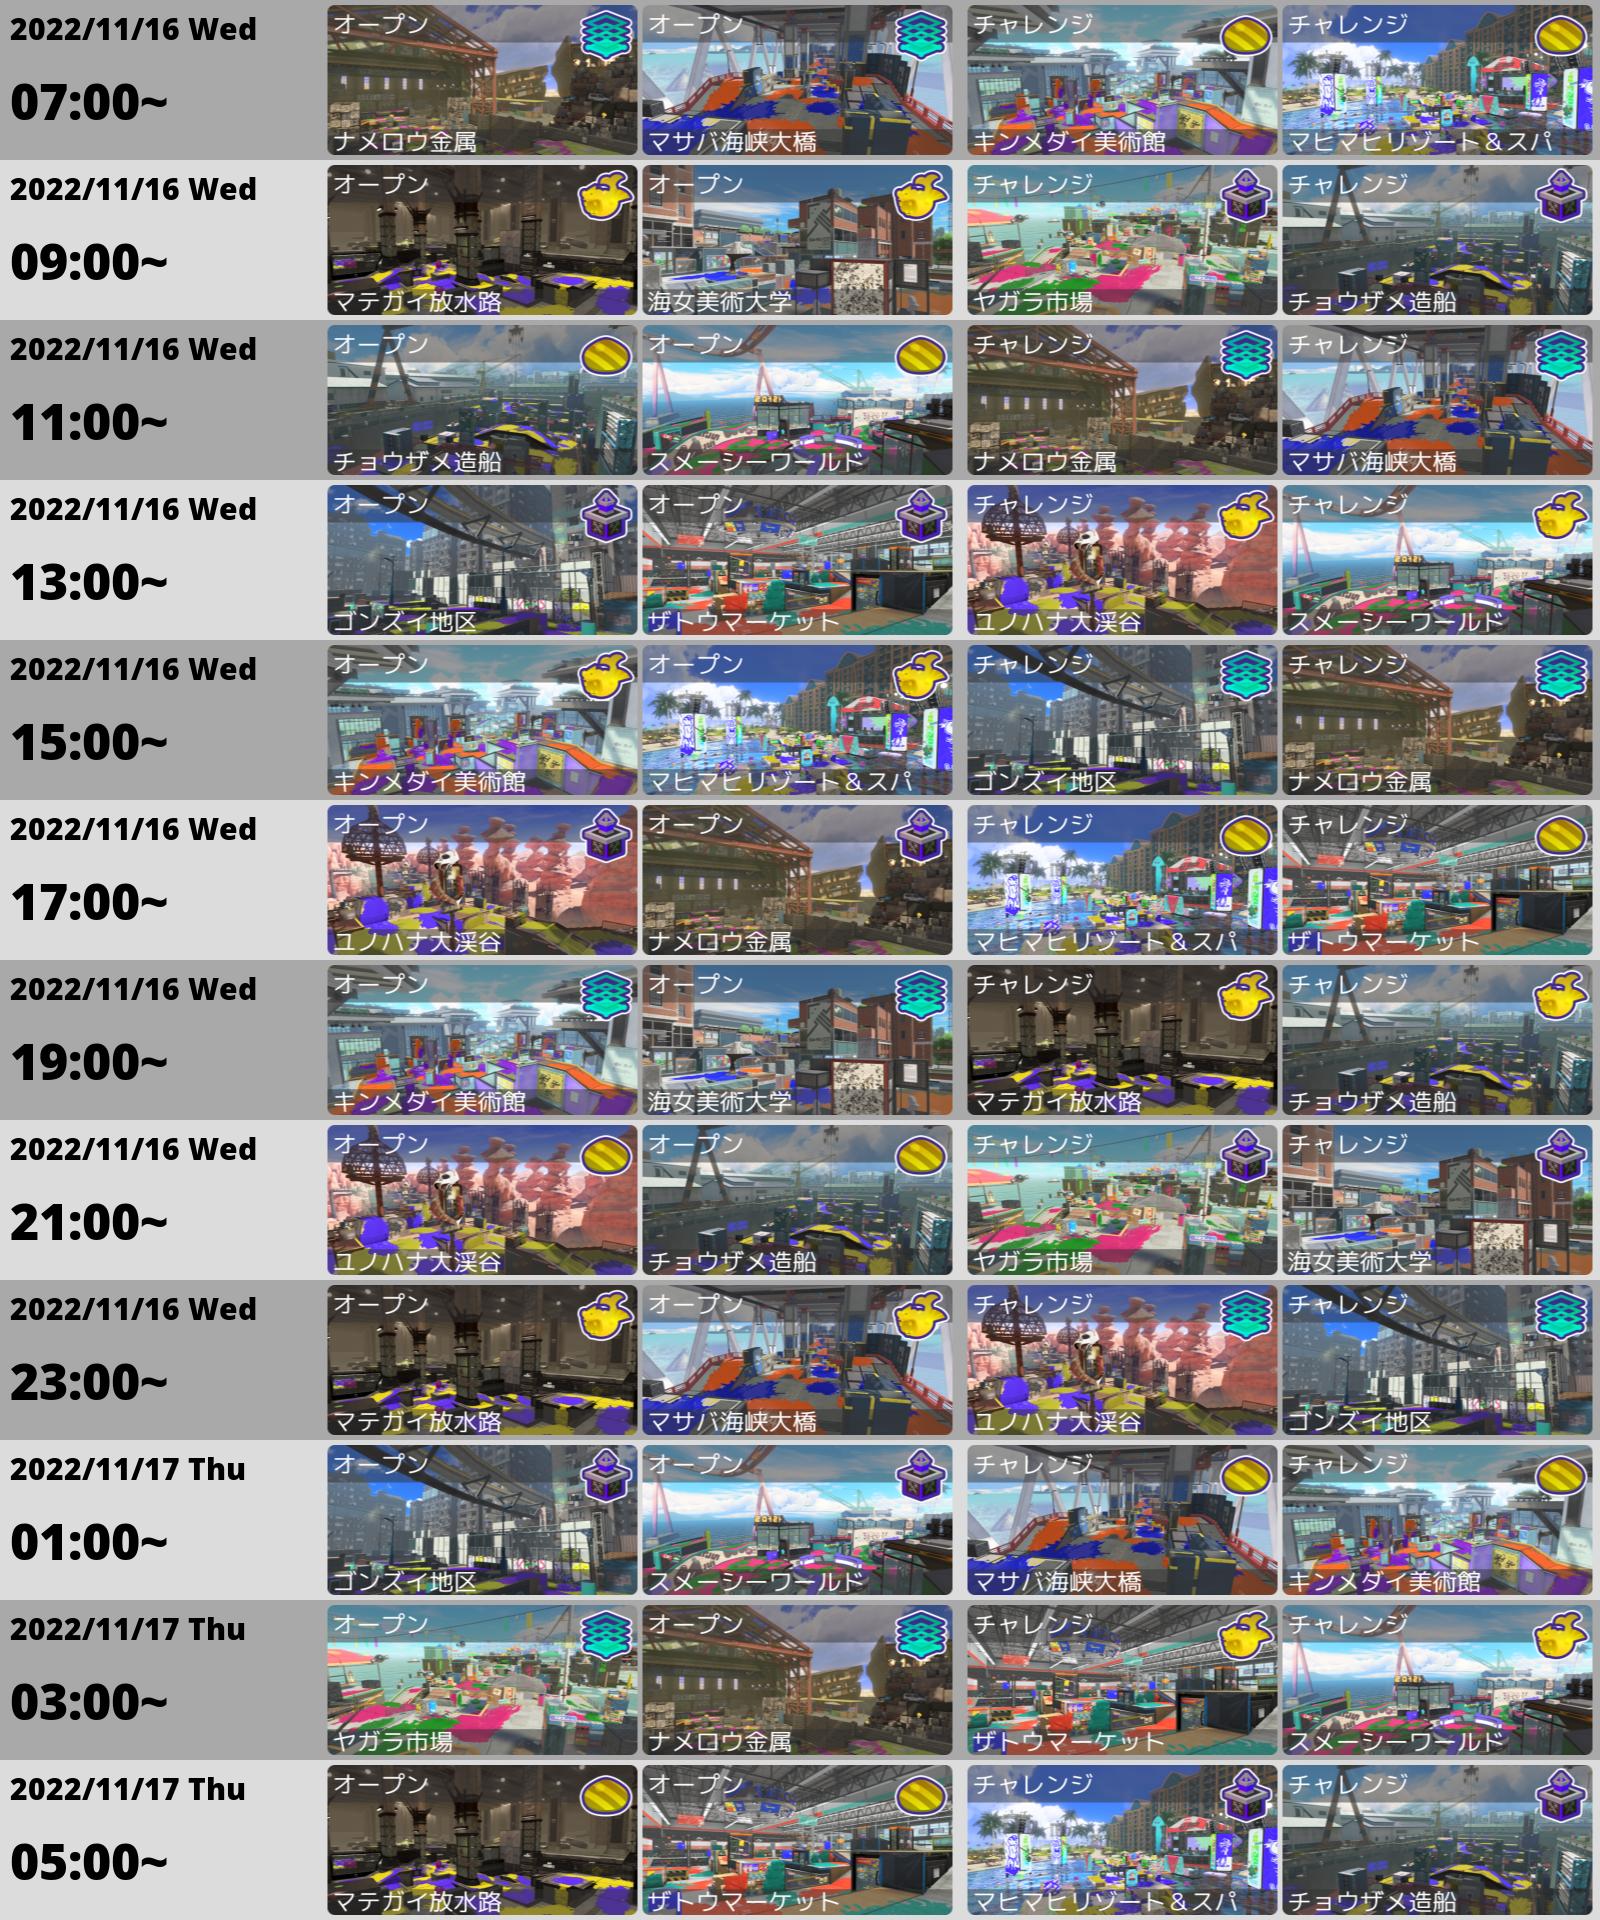 2022/11/16 Wed
07:00~
オープン
ナメロウ金属
オープン
マサバ海峡大橋
チャレンジ
キンメダイ美術館
チャレンジ
マヒマヒリゾート＆スパ
2022/11/16 Wed
09:00~
オープン
マテガイ放水路
オープン
海女美術大学
チャレンジ
ヤガラ市場
チャレンジ
チョウザメ造船
2022/11/16 Wed
11:00~
オープン
チョウザメ造船
オープン
スメーシーワールド
チャレンジ
ナメロウ金属
チャレンジ
マサバ海峡大橋
2022/11/16 Wed
13:00~
オープン
ゴンズイ地区
オープン
ザトウマーケット
チャレンジ
ユノハナ大渓谷
チャレンジ
スメーシーワールド
2022/11/16 Wed
15:00~
オープン
キンメダイ美術館
オープン
マヒマヒリゾート＆スパ
チャレンジ
ゴンズイ地区
チャレンジ
ナメロウ金属
2022/11/16 Wed
17:00~
オープン
ユノハナ大渓谷
オープン
ナメロウ金属
チャレンジ
マヒマヒリゾート＆スパ
チャレンジ
ザトウマーケット
2022/11/16 Wed
19:00~
オープン
キンメダイ美術館
オープン
海女美術大学
チャレンジ
マテガイ放水路
チャレンジ
チョウザメ造船
2022/11/16 Wed
21:00~
オープン
ユノハナ大渓谷
オープン
チョウザメ造船
チャレンジ
ヤガラ市場
チャレンジ
海女美術大学
2022/11/16 Wed
23:00~
オープン
マテガイ放水路
オープン
マサバ海峡大橋
チャレンジ
ユノハナ大渓谷
チャレンジ
ゴンズイ地区
2022/11/17 Thu
01:00~
オープン
ゴンズイ地区
オープン
スメーシーワールド
チャレンジ
マサバ海峡大橋
チャレンジ
キンメダイ美術館
2022/11/17 Thu
03:00~
オープン
ヤガラ市場
オープン
ナメロウ金属
チャレンジ
ザトウマーケット
チャレンジ
スメーシーワールド
2022/11/17 Thu
05:00~
オープン
マテガイ放水路
オープン
ザトウマーケット
チャレンジ
マヒマヒリゾート＆スパ
チャレンジ
チョウザメ造船